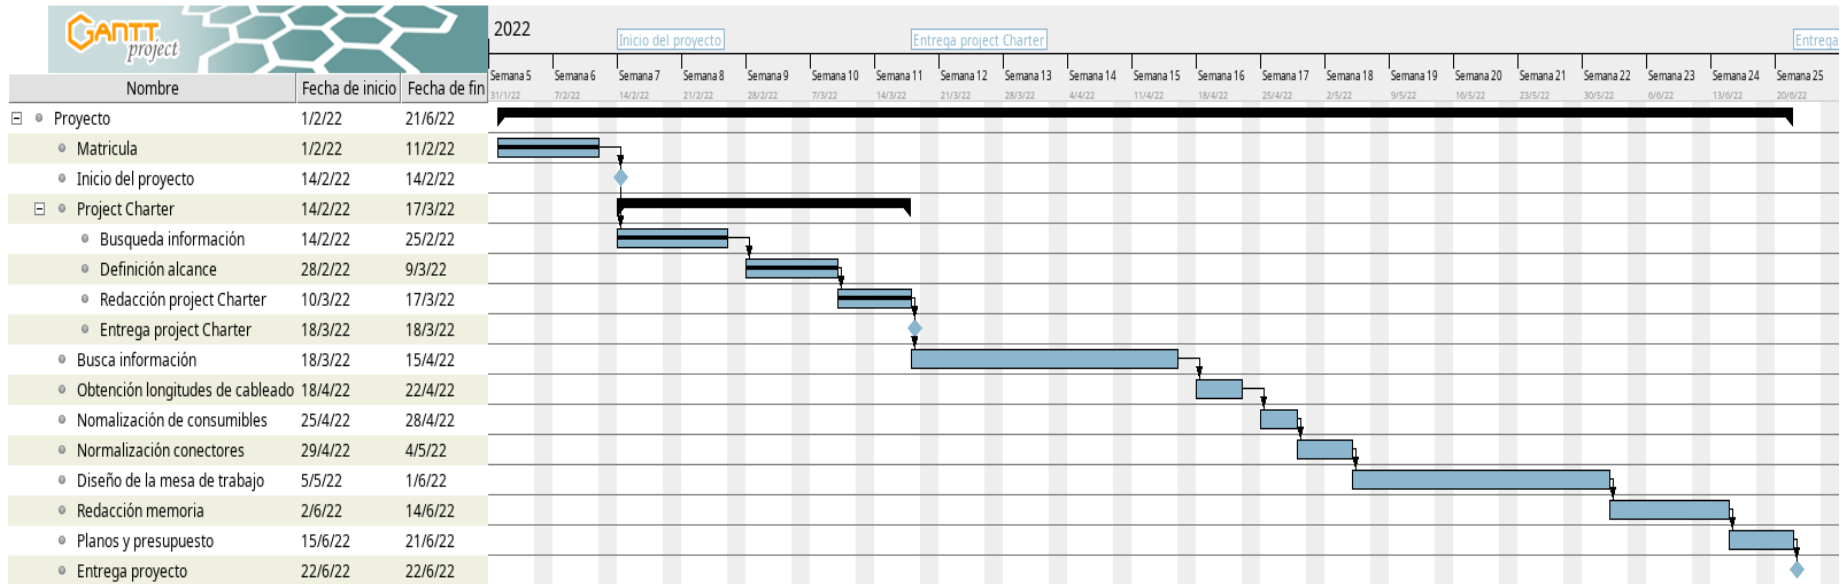 GANTT
project
2022
Inicio del proyecto
Entrega project Charter
Entrega
Nombre Fecha de inicio Fecha de fin
Semana 5 Semana 6 Semana 7 Semana 8 Semana 9 Semana 10 Semana 11 Semana 12 Semana 13 Semana 14 Semana 15 Semana 16 Semana 17 Semana 18 Semana 19 Semana 20 Semana 21 Semana 22 Semana 23 Semana 24 Semana 25
31/1/22 7/2/22 14/2/22 21/2/22 28/2/22 7/3/22 14/3/22 21/3/22 28/3/22 4/4/22 11/4/22 18/4/22 25/4/22 2/5/22 9/5/22 16/5/22 23/5/22 30/5/22 6/6/22 13/6/22 20/6/22
Proyecto 1/2/22 21/6/22
Matricula 1/2/22 11/2/22
Inicio del proyecto 14/2/22 14/2/22
Project Charter 14/2/22 17/3/22
Busqueda información 14/2/22 25/2/22
Definición alcance 28/2/22 9/3/22
Redacción project Charter 10/3/22 17/3/22
Entrega project Charter 18/3/22 18/3/22
Busca información 18/3/22 15/4/22
Obtención longitudes de cableado 18/4/22 22/4/22
Nomalización de consumibles 25/4/22 28/4/22
Normalización conectores 29/4/22 4/5/22
Diseño de la mesa de trabajo 5/5/22 1/6/22
Redacción memoria 2/6/22 14/6/22
Planos y presupuesto 15/6/22 21/6/22
Entrega proyecto 22/6/22 22/6/22